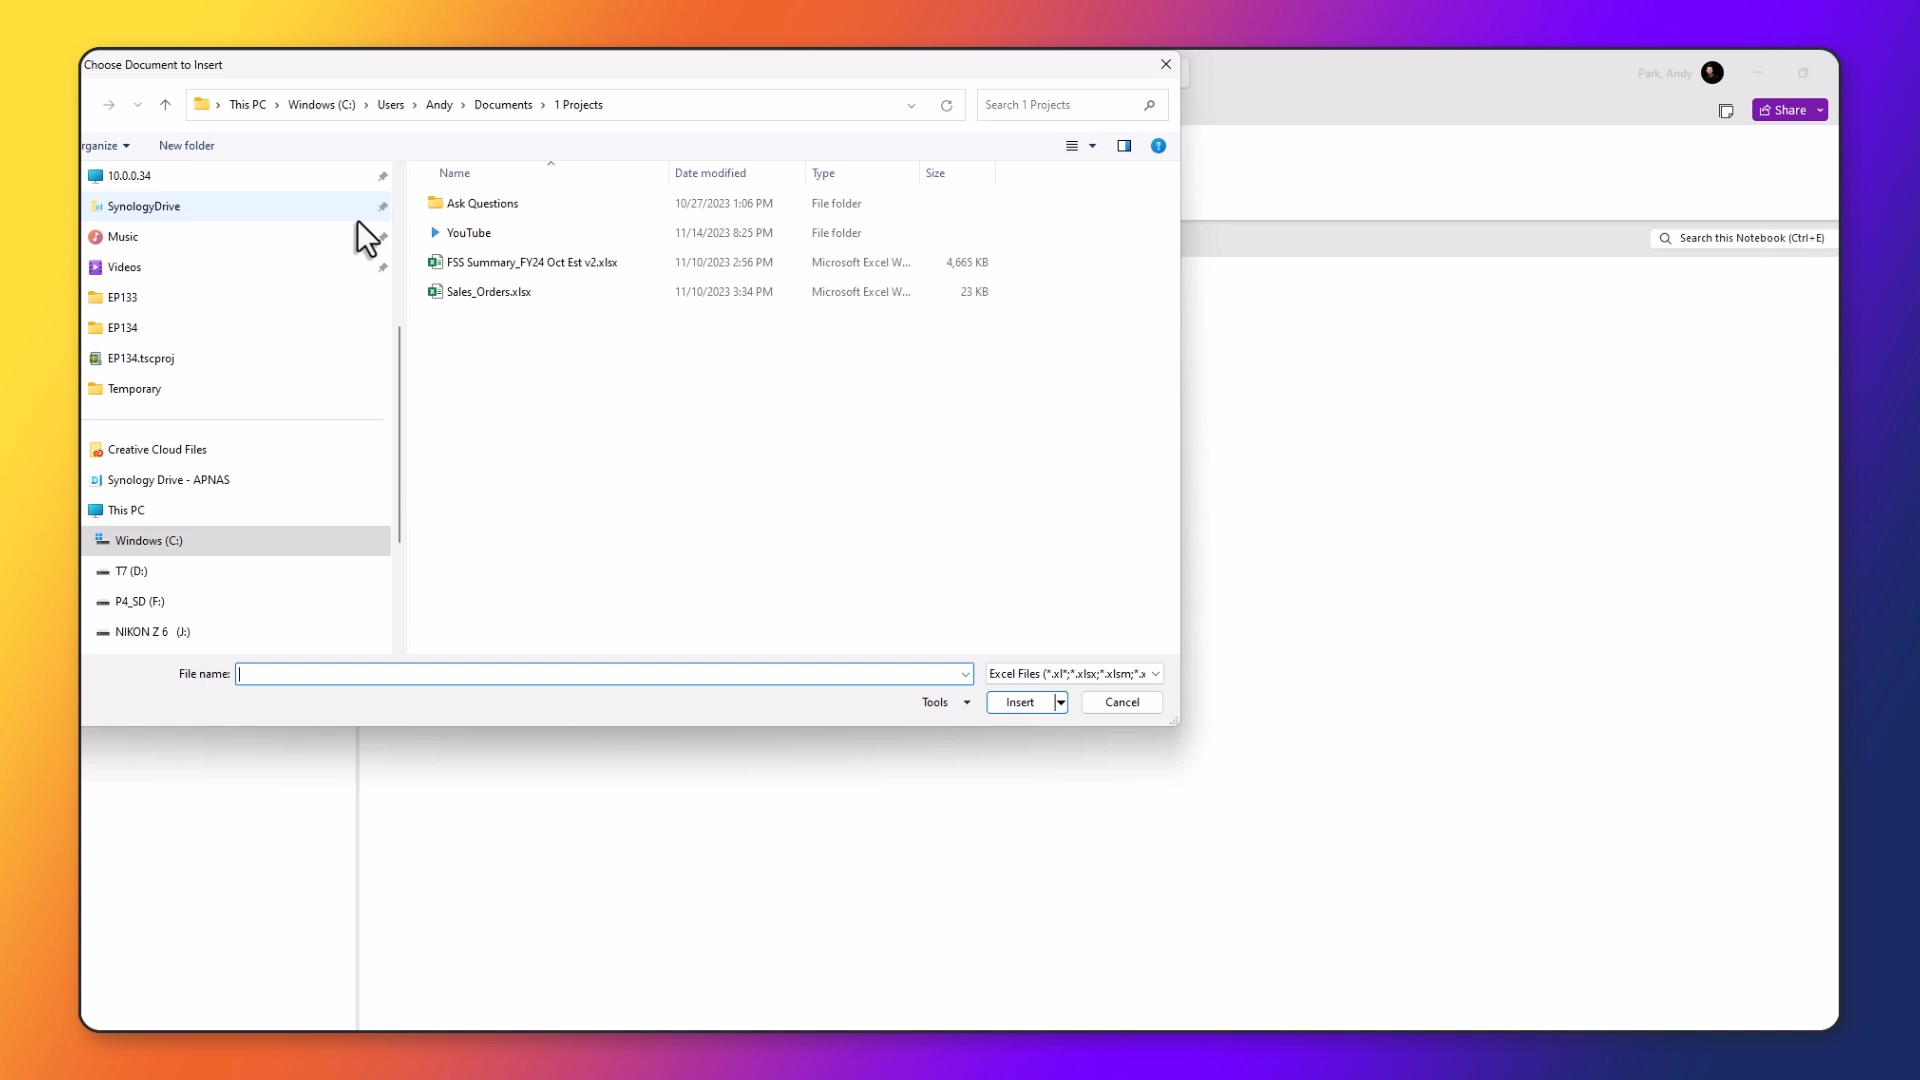 Choose Document to Insert
Park, Andy
This PC > Windows (C:) > Users > Andy > Documents > 1 Projects
Search 1 Projects
Share
rganize
New folder
?
10.0.0.34
SynologyDrive
Music
Videos
EP133
EP134
EP134.tscproj
Temporary
Creative Cloud Files
Synology Drive - APNAS
This PC
Windows (C:)
T7 (D:)
P4_SD (F:)
NIKON Z 6 (J:)
Name Date modified Type Size
Ask Questions 10/27/2023 1:06 PM File folder
YouTube 11/14/2023 8:25 PM File folder
FSS Summary_FY24 Oct Est v2.xlsx 11/10/2023 2:56 PM Microsoft Excel W... 4,665 KB
Sales_Orders.xlsx 11/10/2023 3:34 PM Microsoft Excel W... 23 KB
Search this Notebook (Ctrl+E)
File name:
Excel Files (*.xl*;*.xlsx;*.xlsm;*.x
Tools
Insert
Cancel